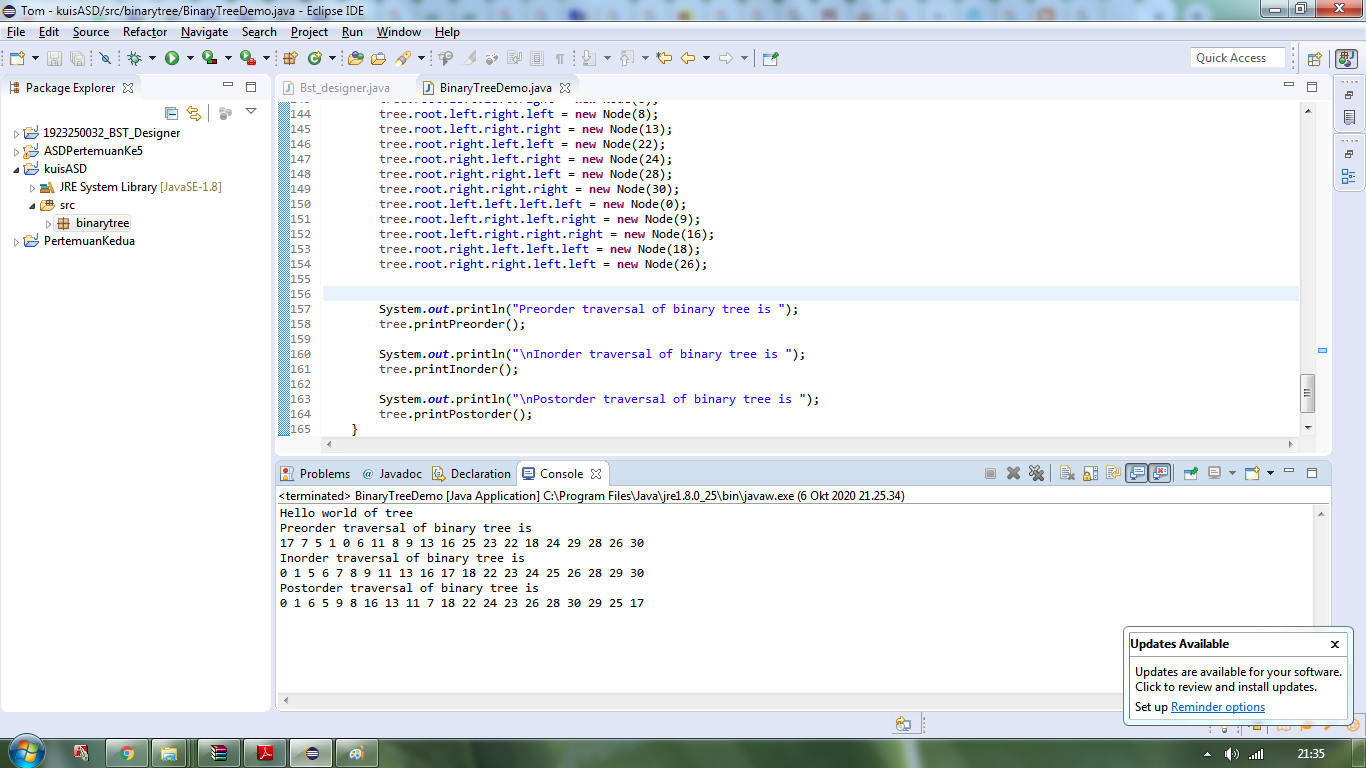 Tom - kuisASD/src/binarytree/BinaryTreeDemo.java - Eclipse IDE
File Edit Source Refactor Navigate Search Project Run Window Help
Quick Access
Package Explorer
1923250032_BST_Designer
ASDPertemuanKe5
kuisASD
JRE System Library [JavaSE-1.8]
src
binarytree
PertemuanKedua
Bst_designer.java BinaryTreeDemo.java
144 tree.root.left.right.left = new Node(8);
145 tree.root.left.right.right = new Node(13);
146 tree.root.right.left.left = new Node(22);
147 tree.root.right.left.right = new Node(24);
148 tree.root.right.right.left = new Node(28);
149 tree.root.right.right.right = new Node(30);
150 tree.root.left.left.left.left = new Node(0);
151 tree.root.left.right.left.right = new Node(9);
152 tree.root.left.right.right.right = new Node(16);
153 tree.root.right.left.left.left = new Node(18);
154 tree.root.right.right.left.left = new Node(26);
155
156
157 System.out.println("Preorder traversal of binary tree is ");
158 tree.printPreorder();
159
160 System.out.println("\nInorder traversal of binary tree is ");
161 tree.printInorder();
162
163 System.out.println("\nPostorder traversal of binary tree is ");
164 tree.printPostorder();
165 }
Problems @ Javadoc Declaration Console
<terminated> BinaryTreeDemo [Java Application] C:\Program Files\Java\jre1.8.0_25\bin\javaw.exe (6 Okt 2020 21.25.34)
Hello world of tree
Preorder traversal of binary tree is
17 7 5 1 0 6 11 8 9 13 16 25 23 22 18 24 29 28 26 30
Inorder traversal of binary tree is
0 1 5 6 7 8 9 11 13 16 17 18 22 23 24 25 26 28 29 30
Postorder traversal of binary tree is
0 1 6 5 9 8 16 13 11 7 18 22 24 23 26 28 30 29 25 17
Updates Available
Updates are available for your software.
Click to review and install updates.
Set up Reminder options
21:35